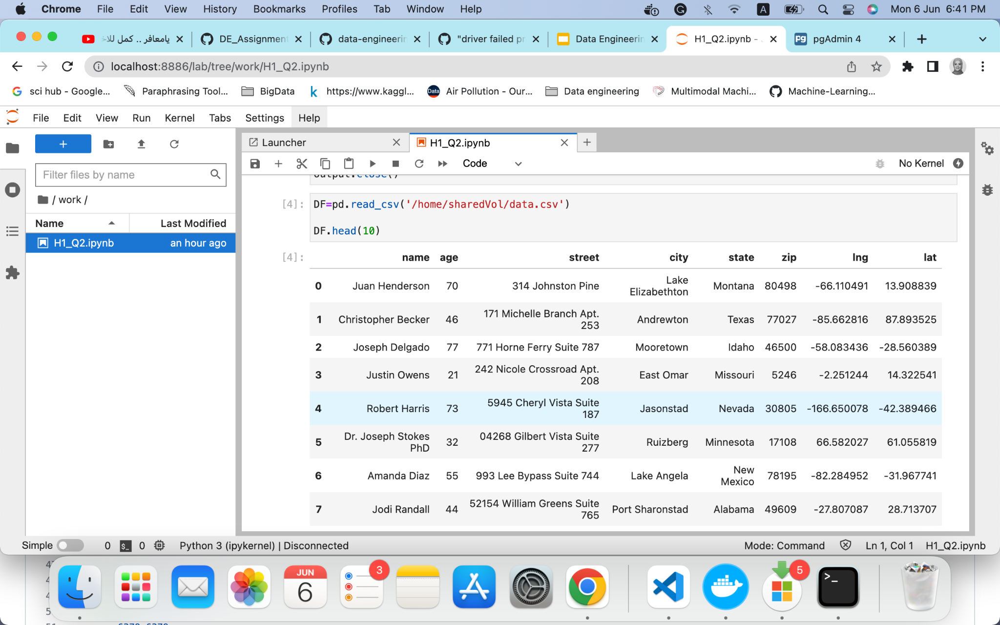 Chrome File Edit View History Bookmarks Profiles Tab Window Help A Mon 6 Jun 6:41 PM
يامعافر .. كمل للاخ DE_Assignment data-engineerin "driver failed pr Data Engineerin H1_Q2.ipynb - pgAdmin 4
localhost:8886/lab/tree/work/H1_Q2.ipynb
sci hub - Google... Paraphrasing Tool... BigData https://www.kaggl... Data Air Pollution - Our... Data engineering Multimodal Machi... Machine-Learning...
File Edit View Run Kernel Tabs Settings Help
Launcher H1_Q2.ipynb
Code No Kernel
Filter files by name
/ work /
Name Last Modified
H1_Q2.ipynb an hour ago
output.close()
[4]: DF=pd.read_csv('/home/sharedVol/data.csv')
DF.head(10)
[4]: name age street city state zip lng lat
0 Juan Henderson 70 314 Johnston Pine Lake Elizabethton Montana 80498 -66.110491 13.908839
1 Christopher Becker 46 171 Michelle Branch Apt. 253 Andrewton Texas 77027 -85.662816 87.893525
2 Joseph Delgado 77 771 Horne Ferry Suite 787 Mooretown Idaho 46500 -58.083436 -28.560389
3 Justin Owens 21 242 Nicole Crossroad Apt. 208 East Omar Missouri 5246 -2.251244 14.322541
4 Robert Harris 73 5945 Cheryl Vista Suite 187 Jasonstad Nevada 30805 -166.650078 -42.389466
5 Dr. Joseph Stokes PhD 32 04268 Gilbert Vista Suite 277 Ruizberg Minnesota 17108 66.582027 61.055819
6 Amanda Diaz 55 993 Lee Bypass Suite 744 Lake Angela New Mexico 78195 -82.284952 -31.967741
7 Jodi Randall 44 52154 William Greens Suite 765 Port Sharonstad Alabama 49609 -27.807087 28.713707
Simple 0 $_ 0 Python 3 (ipykernel) | Disconnected Mode: Command Ln 1, Col 1 H1_Q2.ipynb
JUN
6
3
5
>_